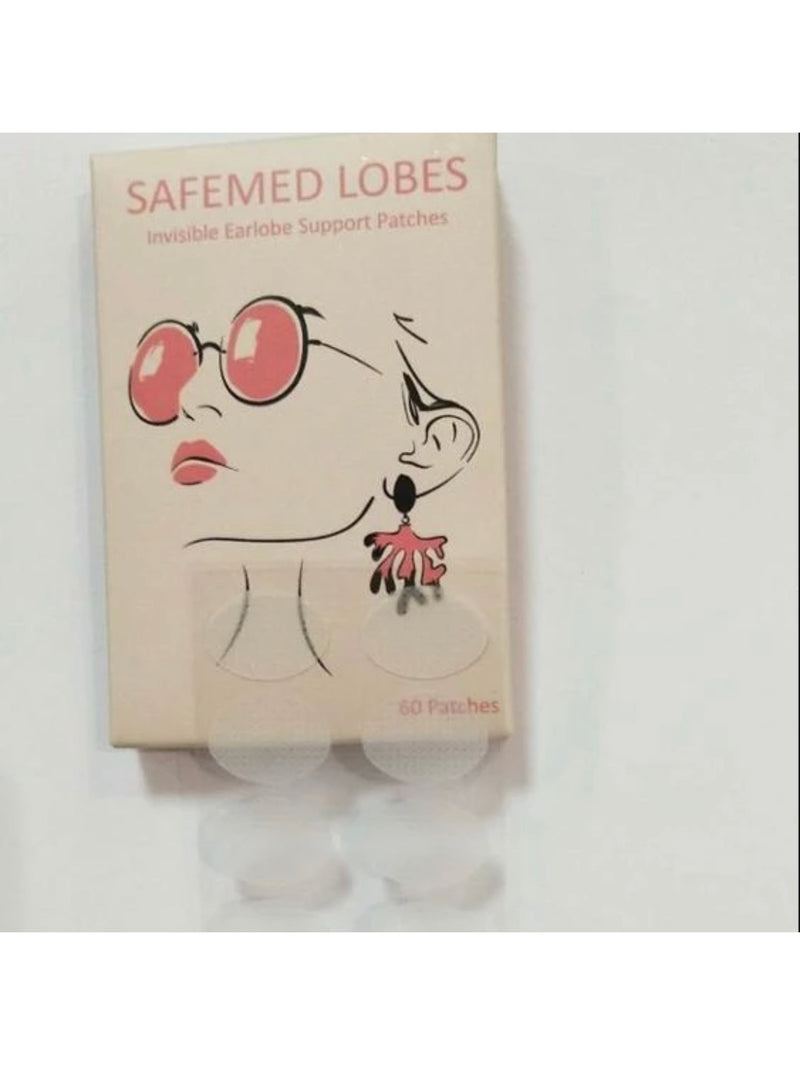 SAFEMED LOBES
Invisible Earlobe Support Patches
60 Patches